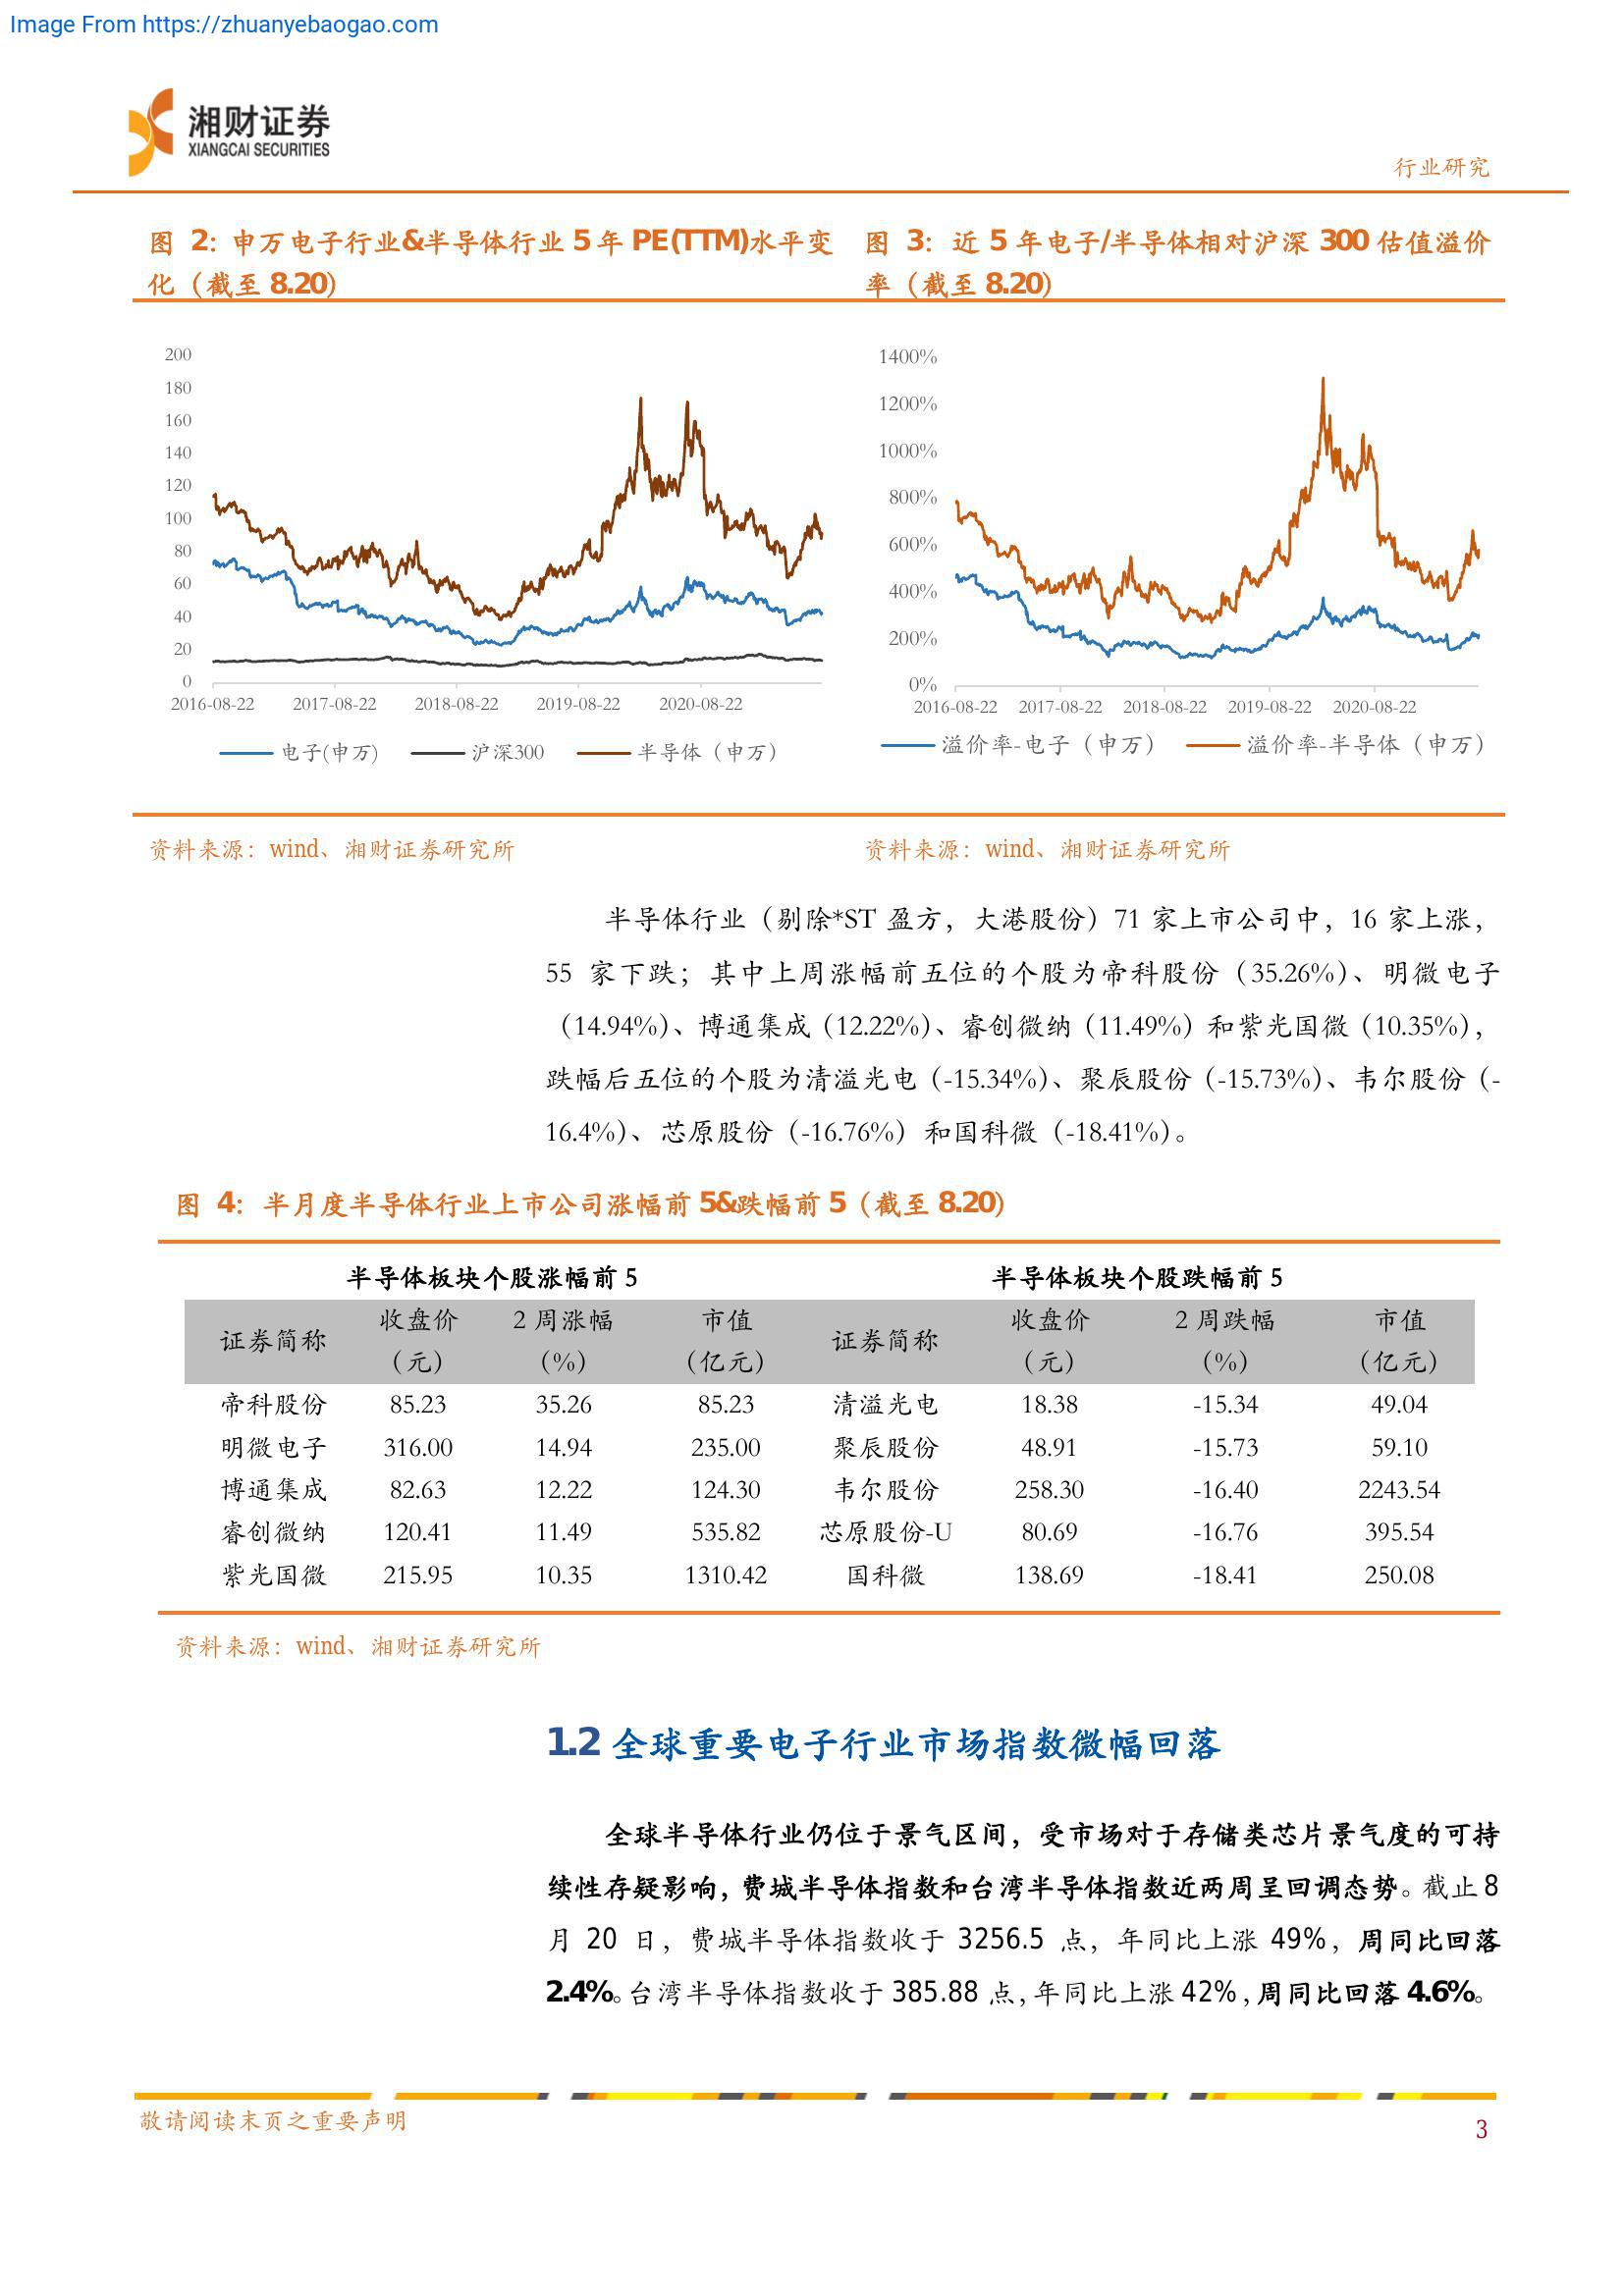 Image From https://zhuanyebaogao.com
湘财证券
XIANGCAI SECURITIES
行业研究
图 2：申万电子行业&半导体行业 5 年 PE(TTM)水平变
化（截至 8.20）
200
180
160
140
120
100
80
60
40
20
0
2016-08-22 2017-08-22 2018-08-22 2019-08-22 2020-08-22
电子(申万) 沪深300 半导体（申万）
资料来源：wind、湘财证券研究所
图 3：近 5 年电子/半导体相对沪深 300 估值溢价
率（截至 8.20）
1400%
1200%
1000%
800%
600%
400%
200%
0%
2016-08-22 2017-08-22 2018-08-22 2019-08-22 2020-08-22
溢价率-电子（申万） 溢价率-半导体（申万）
资料来源：wind、湘财证券研究所
半导体行业（剔除*ST 盈方，大港股份）71 家上市公司中，16 家上涨，
55 家下跌；其中上周涨幅前五位的个股为帝科股份（35.26%）、明微电子
（14.94%）、博通集成（12.22%）、睿创微纳（11.49%）和紫光国微（10.35%），
跌幅后五位的个股为清溢光电（-15.34%）、聚辰股份（-15.73%）、韦尔股份（-
16.4%）、芯原股份（-16.76%）和国科微（-18.41%）。
图 4：半月度半导体行业上市公司涨幅前 5&跌幅前 5（截至 8.20）
半导体板块个股涨幅前 5 半导体板块个股跌幅前 5
证券简称 收盘价（元） 2 周涨幅（%） 市值（亿元） 证券简称 收盘价（元） 2 周跌幅（%） 市值（亿元）
帝科股份 85.23 35.26 85.23 清溢光电 18.38 -15.34 49.04
明微电子 316.00 14.94 235.00 聚辰股份 48.91 -15.73 59.10
博通集成 82.63 12.22 124.30 韦尔股份 258.30 -16.40 2243.54
睿创微纳 120.41 11.49 535.82 芯原股份-U 80.69 -16.76 395.54
紫光国微 215.95 10.35 1310.42 国科微 138.69 -18.41 250.08
资料来源：wind、湘财证券研究所
1.2 全球重要电子行业市场指数微幅回落
全球半导体行业仍位于景气区间，受市场对于存储类芯片景气度的可持
续性存疑影响，费城半导体指数和台湾半导体指数近两周呈回调态势。截止 8
月 20 日，费城半导体指数收于 3256.5 点，年同比上涨 49%，周同比回落
2.4%。台湾半导体指数收于 385.88 点，年同比上涨 42%，周同比回落 4.6%。
敬请阅读末页之重要声明
3